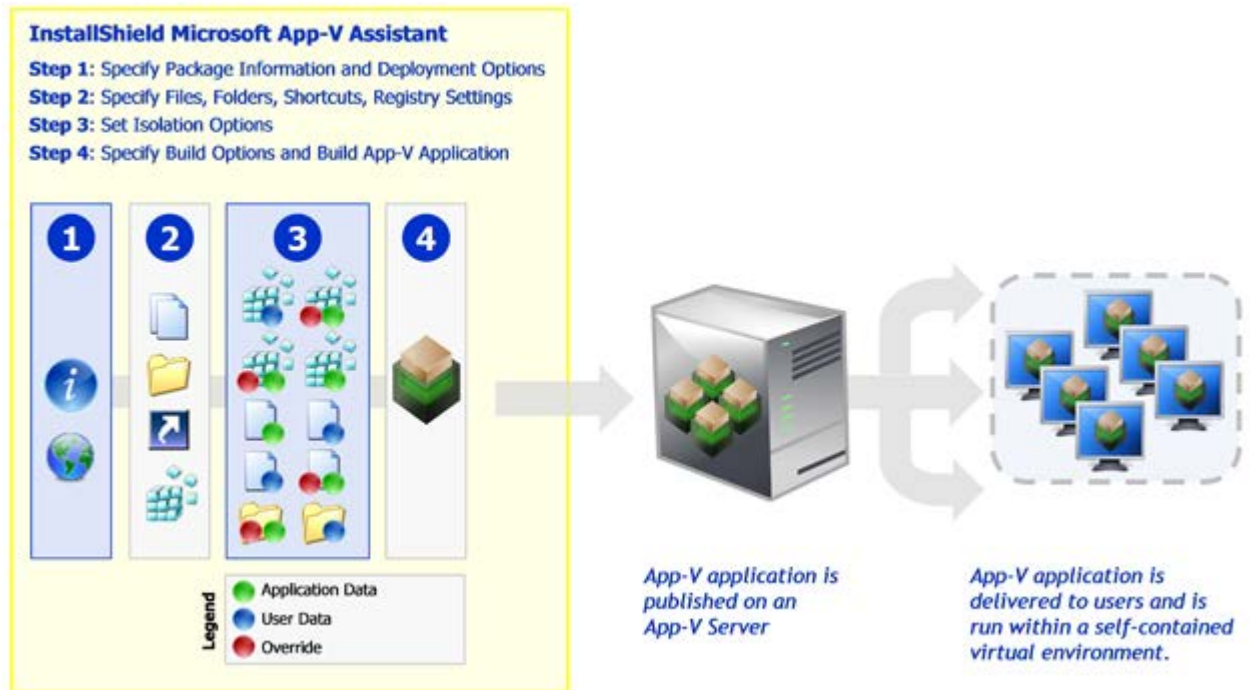 InstallShield Microsoft App-V Assistant
Step 1: Specify Package Information and Deployment Options
Step 2: Specify Files, Folders, Shortcuts, Registry Settings
Step 3: Set Isolation Options
Step 4: Specify Build Options and Build App-V Application
1
2
3
4
i
Legend
Application Data
User Data
Override
App-V application is
published on an
App-V Server
App-V application is
delivered to users and is
run within a self-contained
virtual environment.